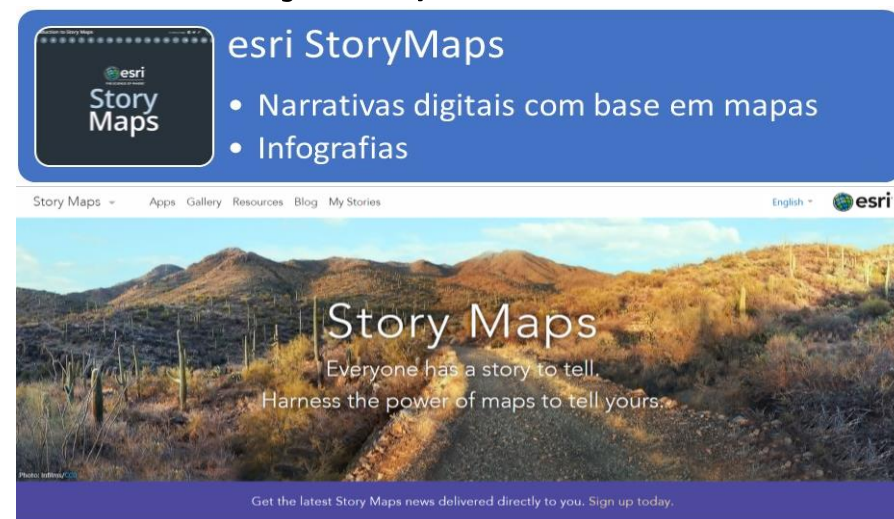 esri StoryMaps
• Narrativas digitais com base em mapas
• Infografias
esri
Story
Maps
Story Maps
Apps Gallery Resources Blog My Stories
English
esri
Story Maps
Everyone has a story to tell.
Harness the power of maps to tell yours.
Get the latest Story Maps news delivered directly to you. Sign up today.